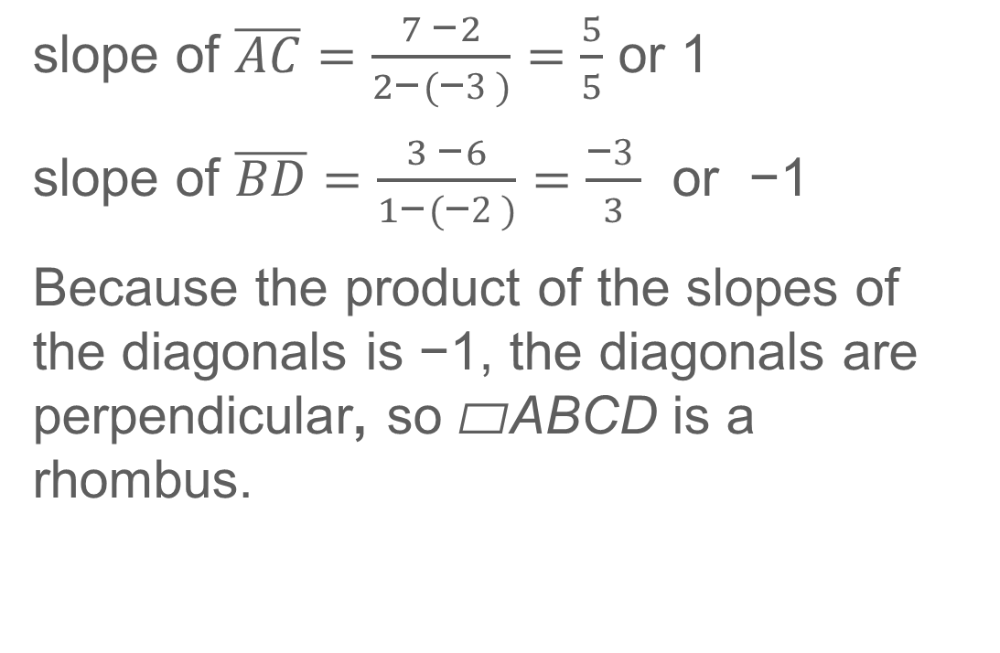 slope of \overline{AC} = \frac{7-2}{2-(-3)} = \frac{5}{5} or 1
slope of \overline{BD} = \frac{3-6}{1-(-2)} = \frac{-3}{3} or −1
Because the product of the slopes of
the diagonals is −1, the diagonals are
perpendicular, so ▱ABCD is a
rhombus.